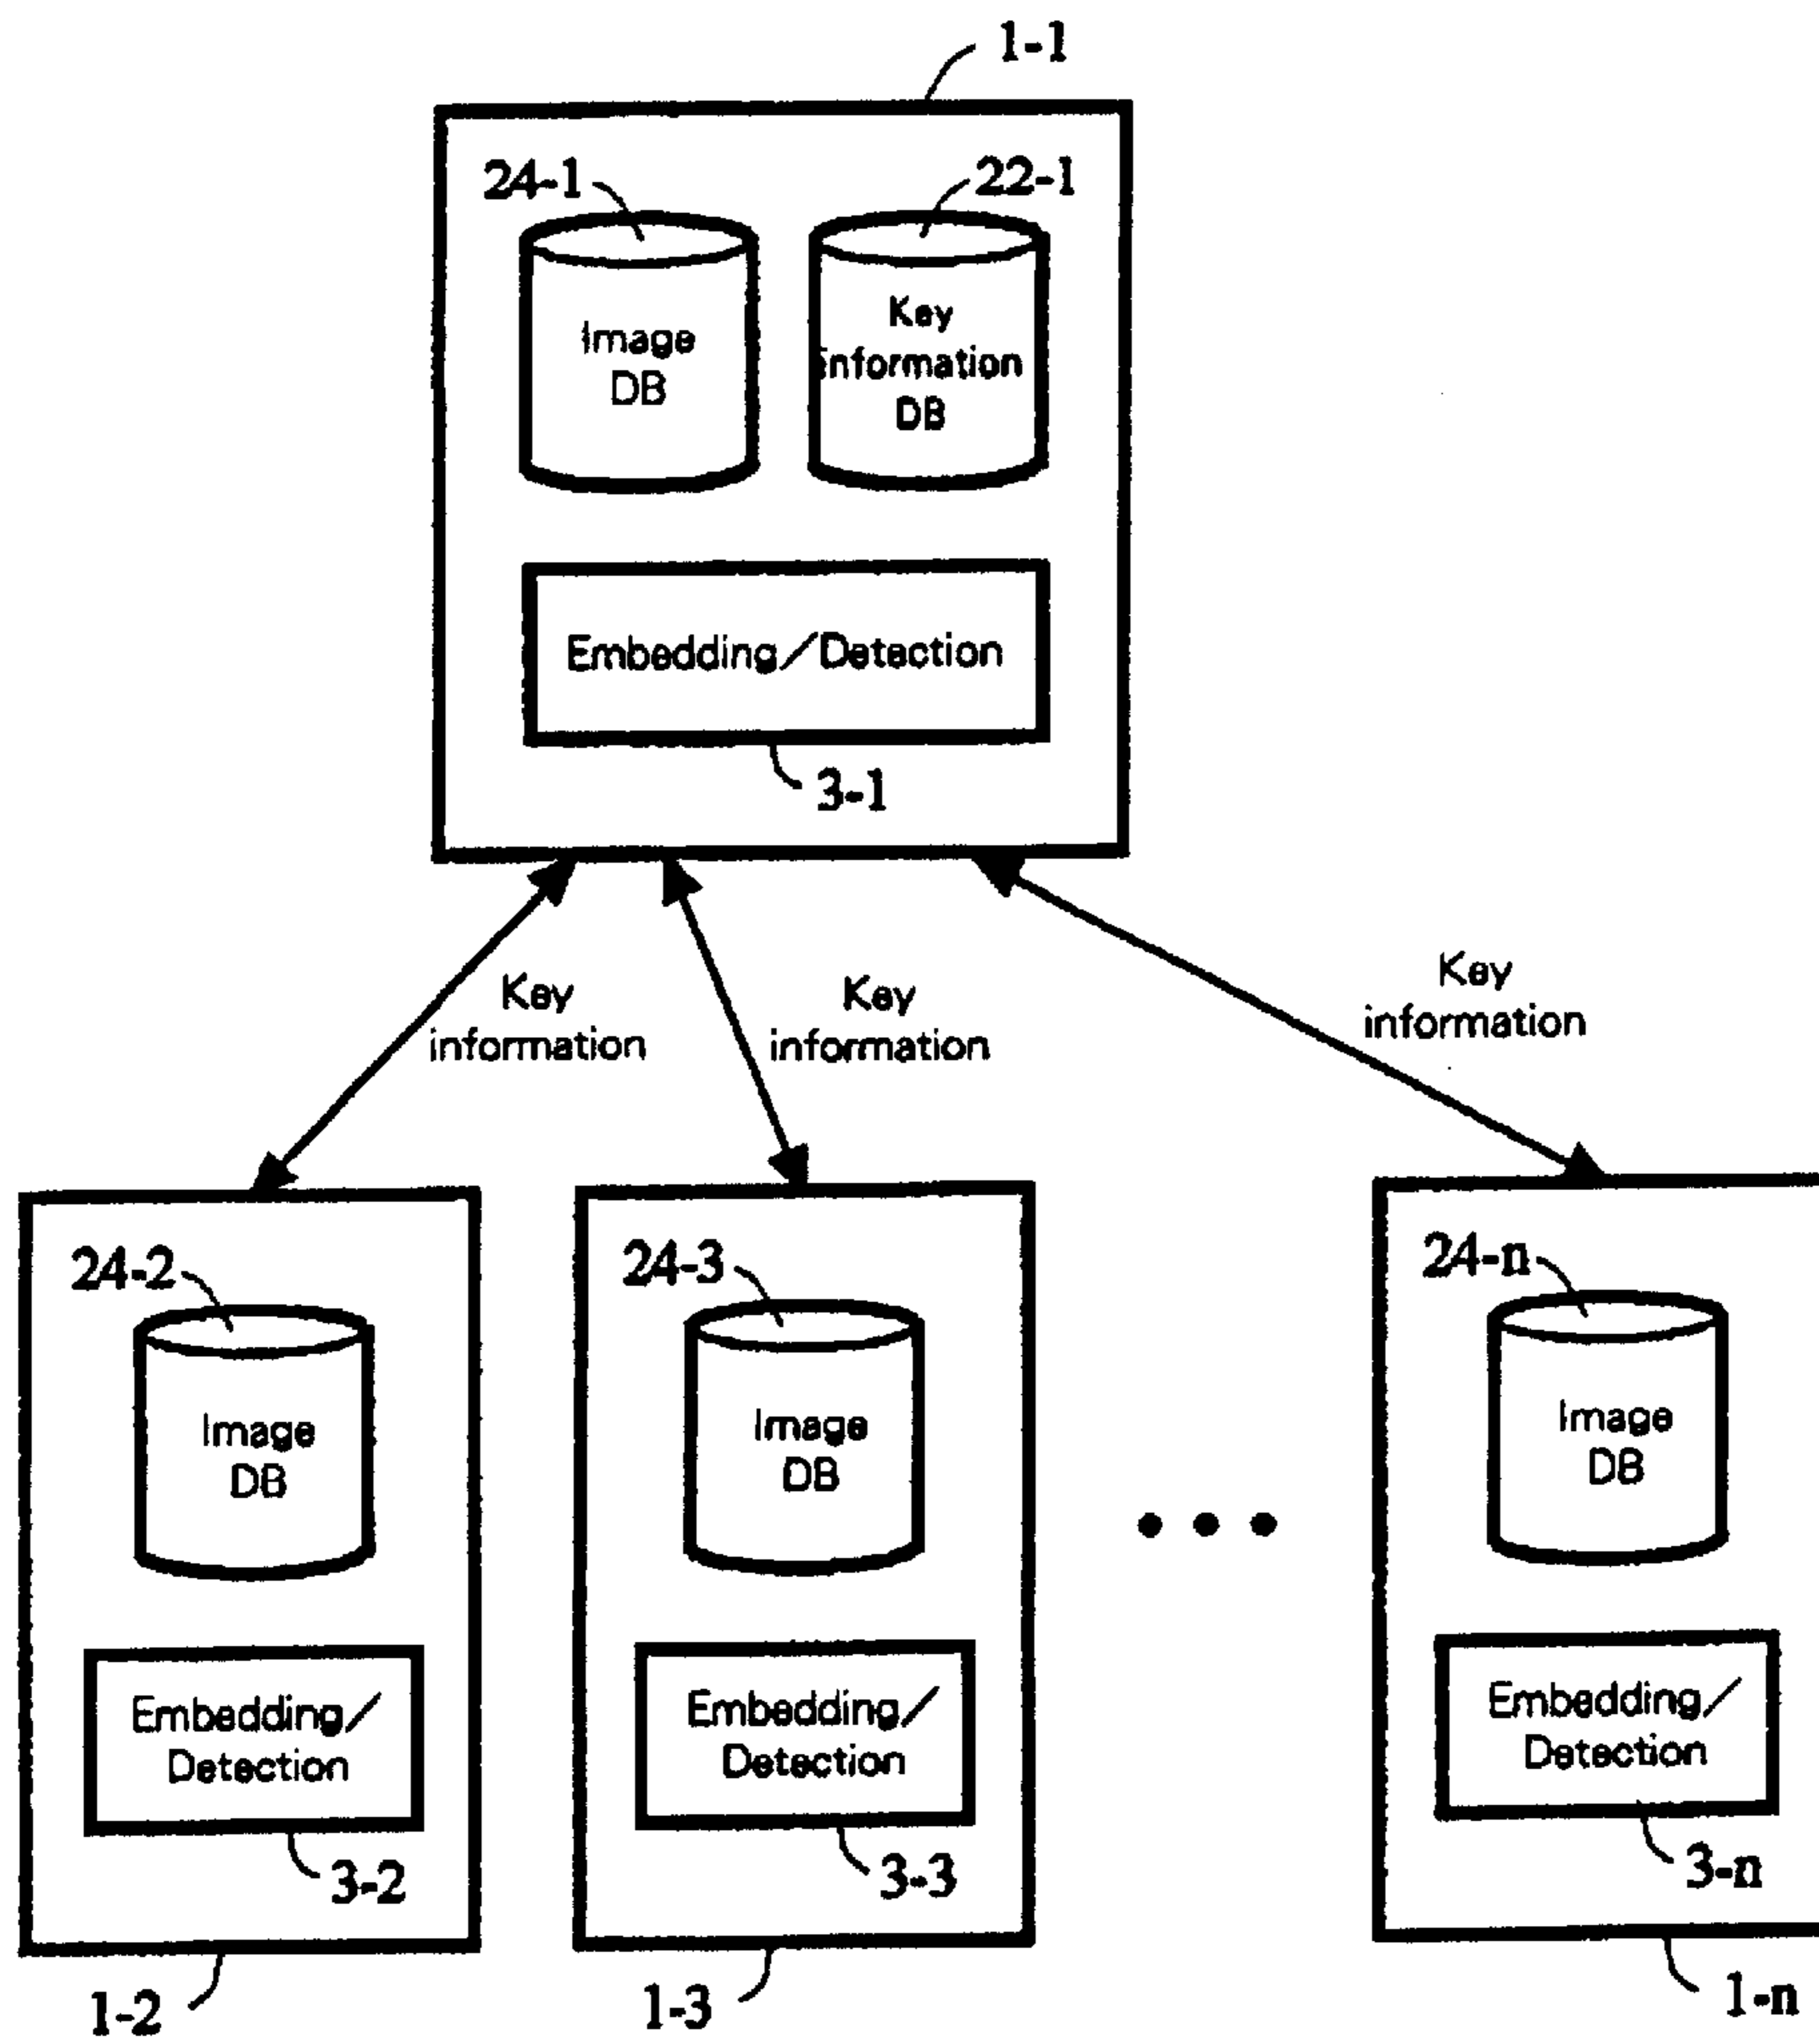 1-1
24-1
22-1
Image
DB
Key
information
DB
Embedding/Detection
3-1
Key
information
Key
information
Key
information
24-2
Image
DB
Embedding/
Detection
3-2
1-2
24-3
Image
DB
Embedding/
Detection
3-3
1-3
24-n
Image
DB
Embedding/
Detection
3-n
1-n